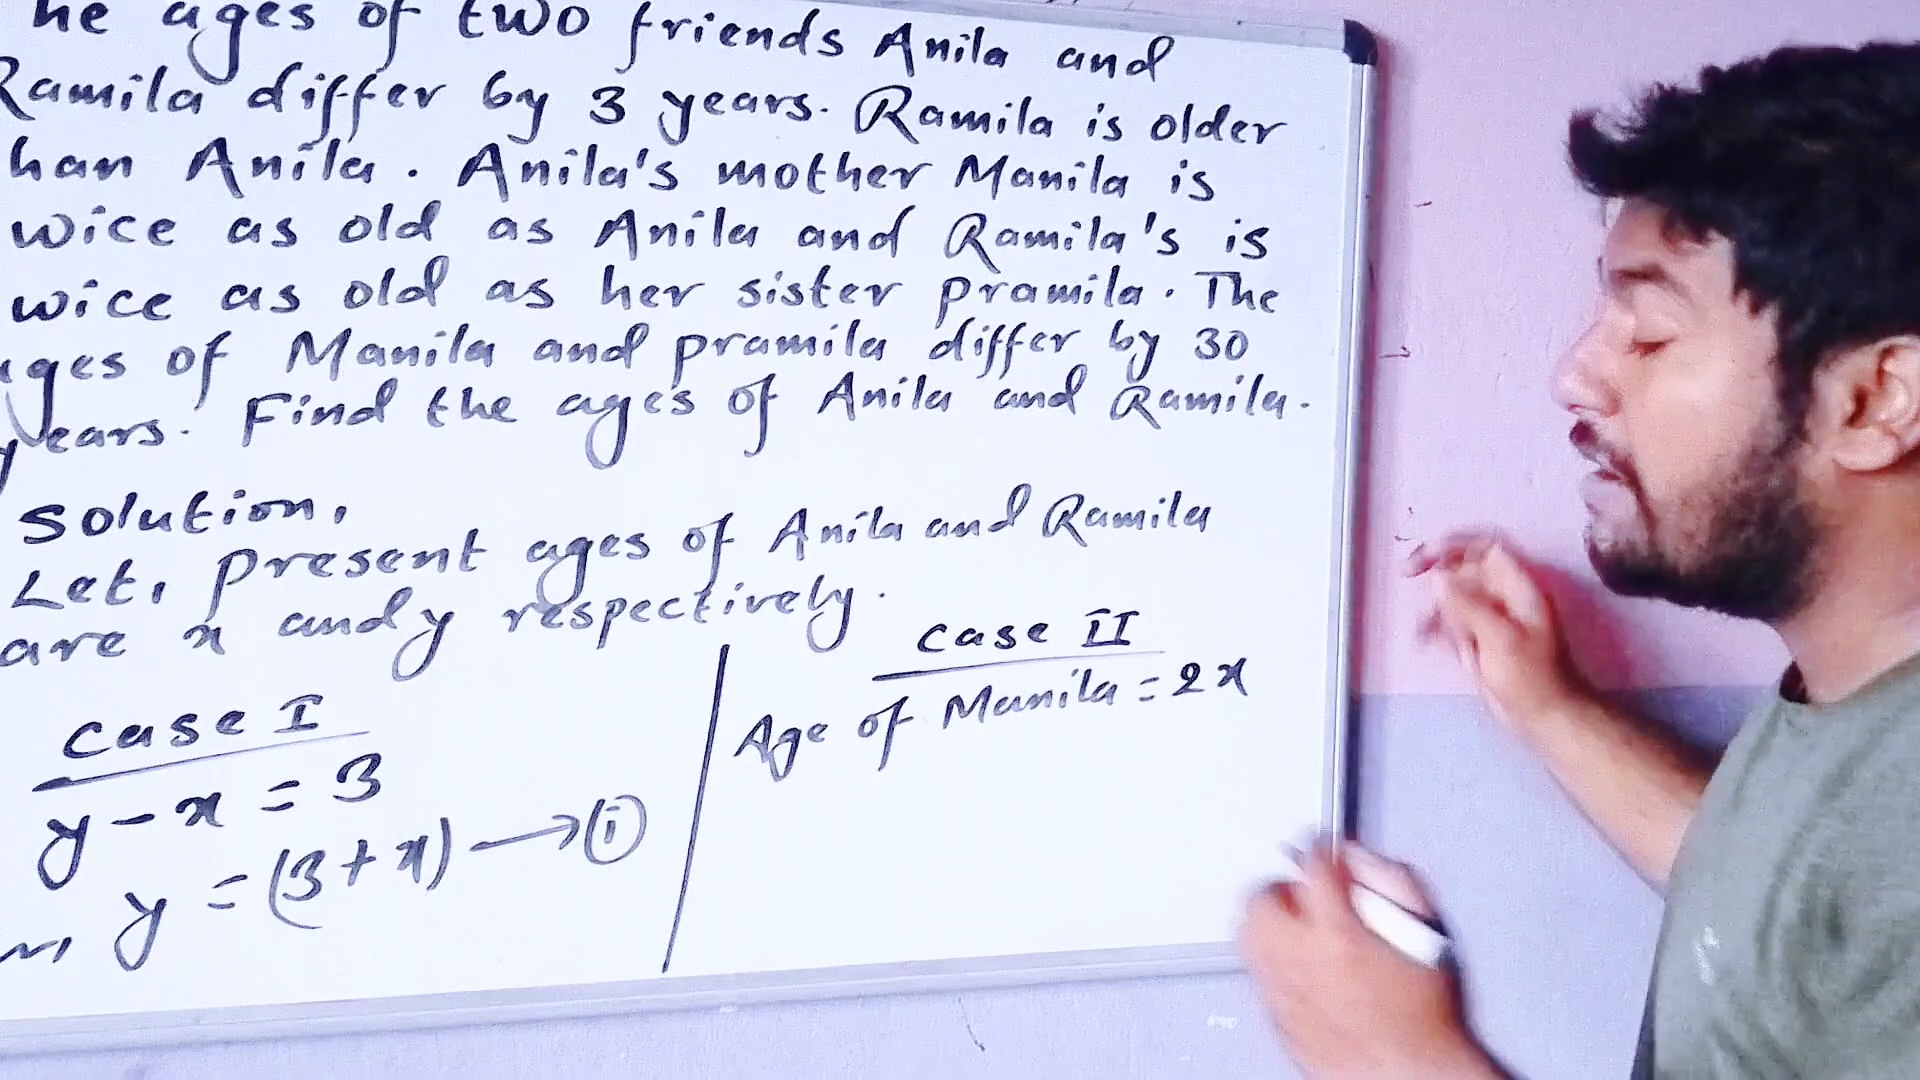 he ages of two friends Anila and
Ramila differ by 3 years. Ramila is older
han Anila. Anila's mother Manila is
wice as old as Anila and Ramila's is
wice as old as her sister pramila. The
ages of Manila and pramila differ by 30
years. Find the ages of Anila and Ramila.
Solution,
Let, present ages of Anila and Ramila
are x and y respectively.
case I
y - x = 3
y = (3 + x) → (i)
case II
Age of Manila = 2x